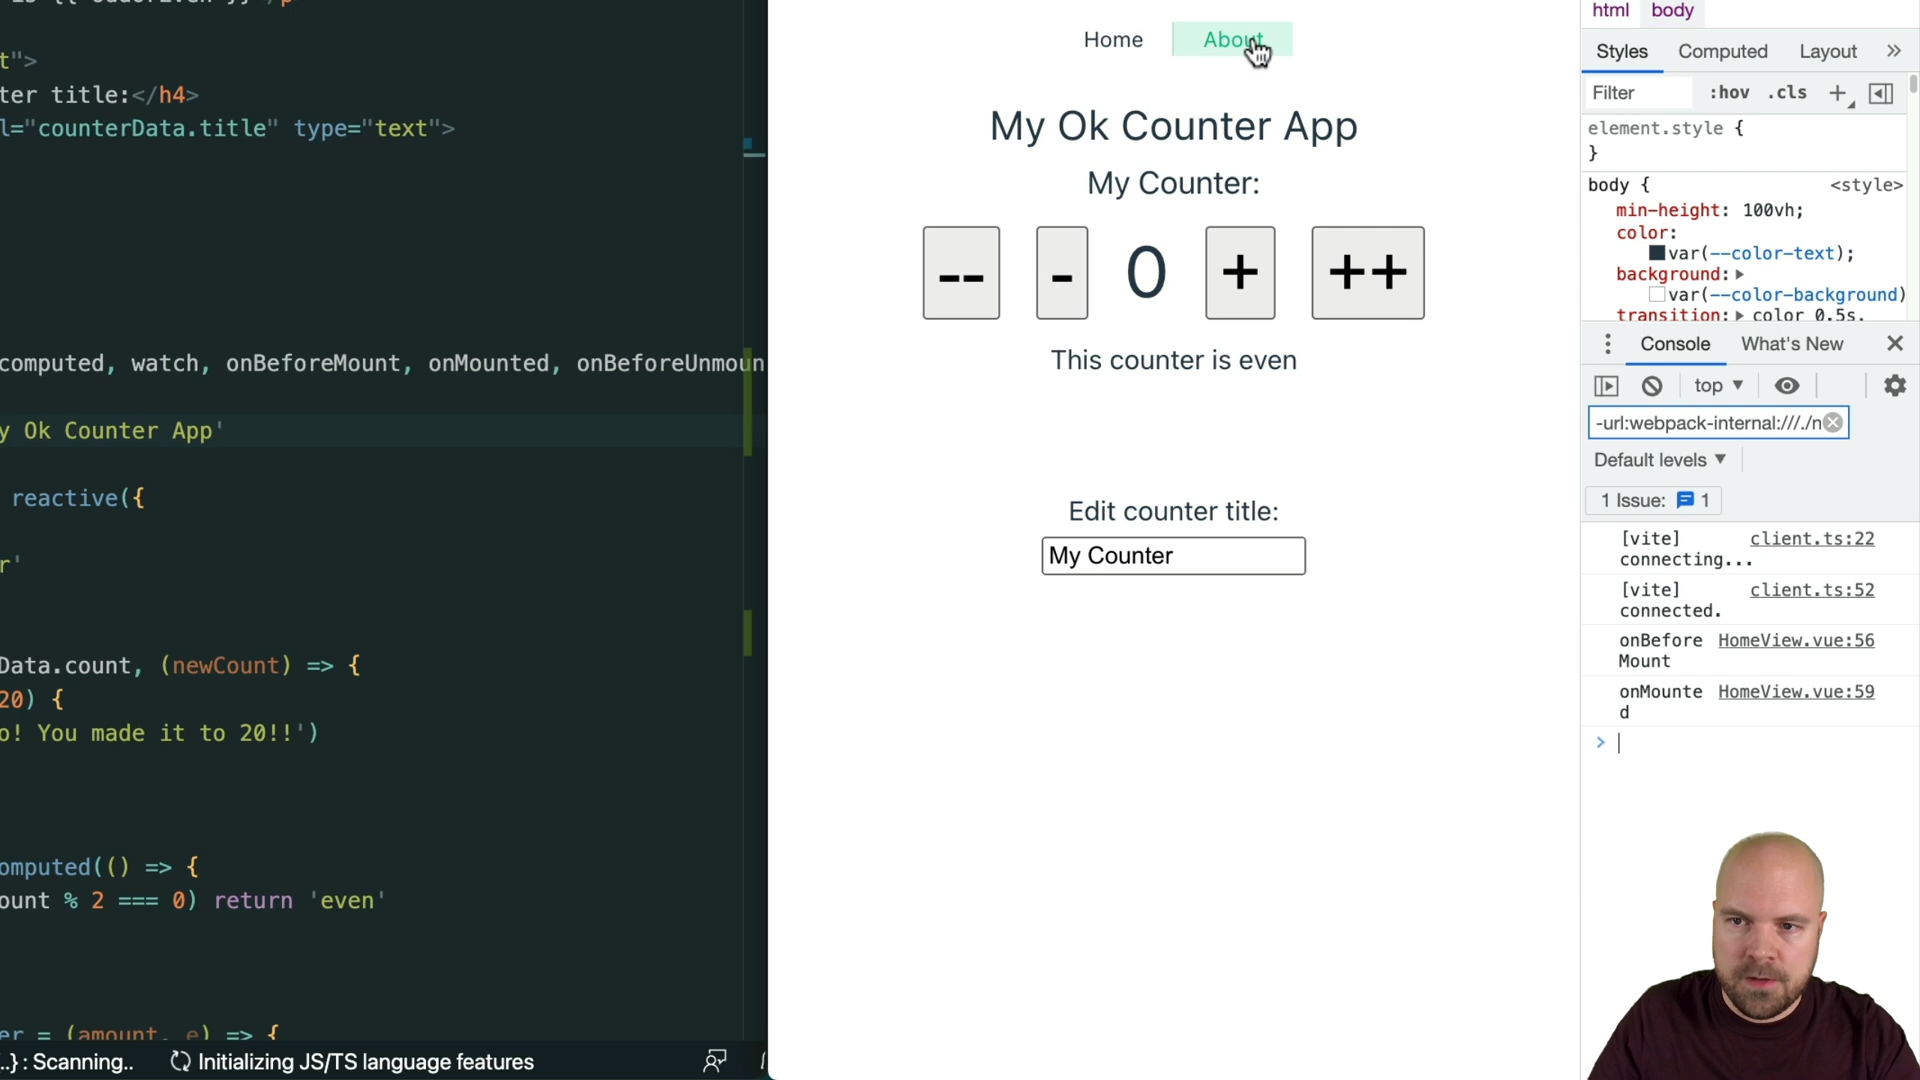 t">
ter title:</h4>
l="counterData.title" type="text">
computed, watch, onBeforeMount, onMounted, onBeforeUnmoun
y Ok Counter App'
reactive({
r'
Data.count, (newCount) => {
20) {
o! You made it to 20!!')
omputed(() => {
ount % 2 === 0) return 'even'
er = (amount, e) => {
..} : Scanning..
Initializing JS/TS language features
Home
About
My Ok Counter App
My Counter:
--
-
0
+
++
This counter is even
Edit counter title:
My Counter
html
body
Styles
Computed
Layout
»
Filter
:hov
.cls
+
element.style {
}
body {
<style>
min-height: 100vh;
color:
var(--color-text);
background:
var(--color-background)
transition: color 0.5s.
Console
What's New
top ▼
-url:webpack-internal:///./n
Default levels ▼
1 Issue: 1
[vite] client.ts:22
connecting...
[vite] client.ts:52
connected.
onBefore HomeView.vue:56
Mount
onMounte HomeView.vue:59
d
>